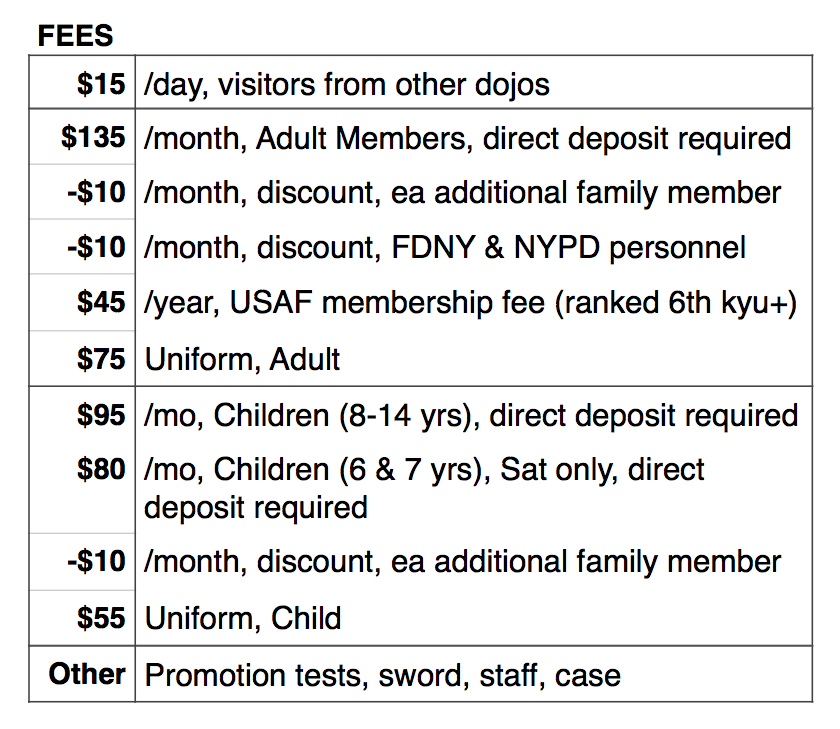 FEES
$15 /day, visitors from other dojos
$135 /month, Adult Members, direct deposit required
-$10 /month, discount, ea additional family member
-$10 /month, discount, FDNY & NYPD personnel
$45 /year, USAF membership fee (ranked 6th kyu+)
$75 Uniform, Adult
$95 /mo, Children (8-14 yrs), direct deposit required
$80 /mo, Children (6 & 7 yrs), Sat only, direct
deposit required
-$10 /month, discount, ea additional family member
$55 Uniform, Child
Other Promotion tests, sword, staff, case